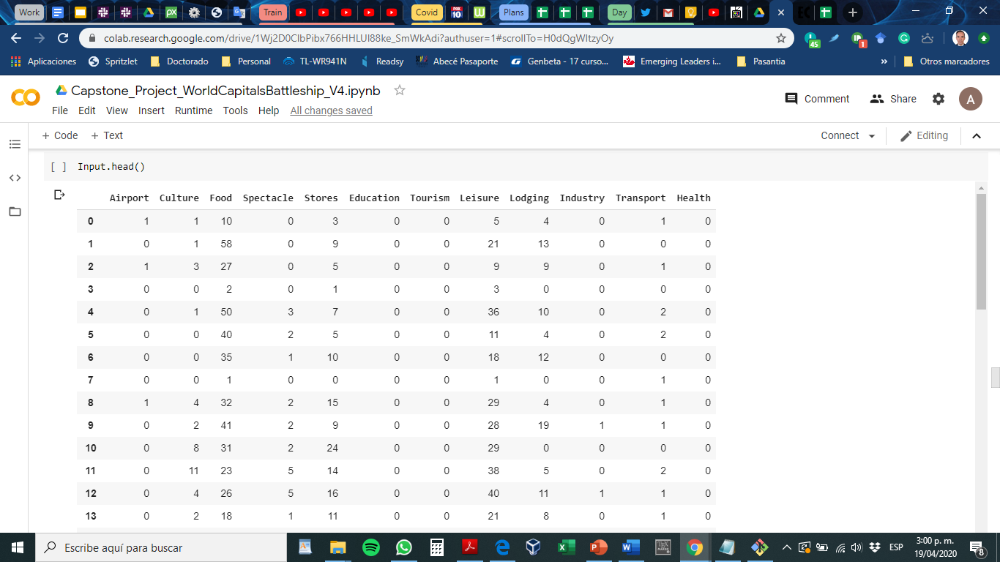 Work Train Covid Plans Day
colab.research.google.com/drive/1Wj2D0ClbPibx766HHLUl88ke_SmWkAdi?authuser=1#scrollTo=H0dQgWltzyOy
45 1
Aplicaciones Spritzlet Doctorado Personal TL-WR941N Readsy Abecé Pasaporte Genbeta - 17 curso... Emerging Leaders i... Pasantia » Otros marcadores
Capstone_Project_WorldCapitalsBattleship_V4.ipynb
Comment Share A
File Edit View Insert Runtime Tools Help All changes saved
+ Code + Text Connect Editing
[ ] Input.head()
Airport Culture Food Spectacle Stores Education Tourism Leisure Lodging Industry Transport Health
0 1 1 10 0 3 0 0 5 4 0 1 0
1 0 1 58 0 9 0 0 21 13 0 0 0
2 1 3 27 0 5 0 0 9 9 0 1 0
3 0 0 2 0 1 0 0 3 0 0 0 0
4 0 1 50 3 7 0 0 36 10 0 2 0
5 0 0 40 2 5 0 0 11 4 0 2 0
6 0 0 35 1 10 0 0 18 12 0 0 0
7 0 0 1 0 0 0 0 1 0 0 1 0
8 1 4 32 2 15 0 0 29 4 0 1 0
9 0 2 41 2 9 0 0 28 19 1 1 0
10 0 8 31 2 24 0 0 29 0 0 0 0
11 0 11 23 5 14 0 0 38 5 0 2 0
12 0 4 26 5 16 0 0 40 11 1 1 0
13 0 2 18 1 11 0 0 21 8 0 1 0
Escribe aquí para buscar
ESP
3:00 p. m.
19/04/2020
8